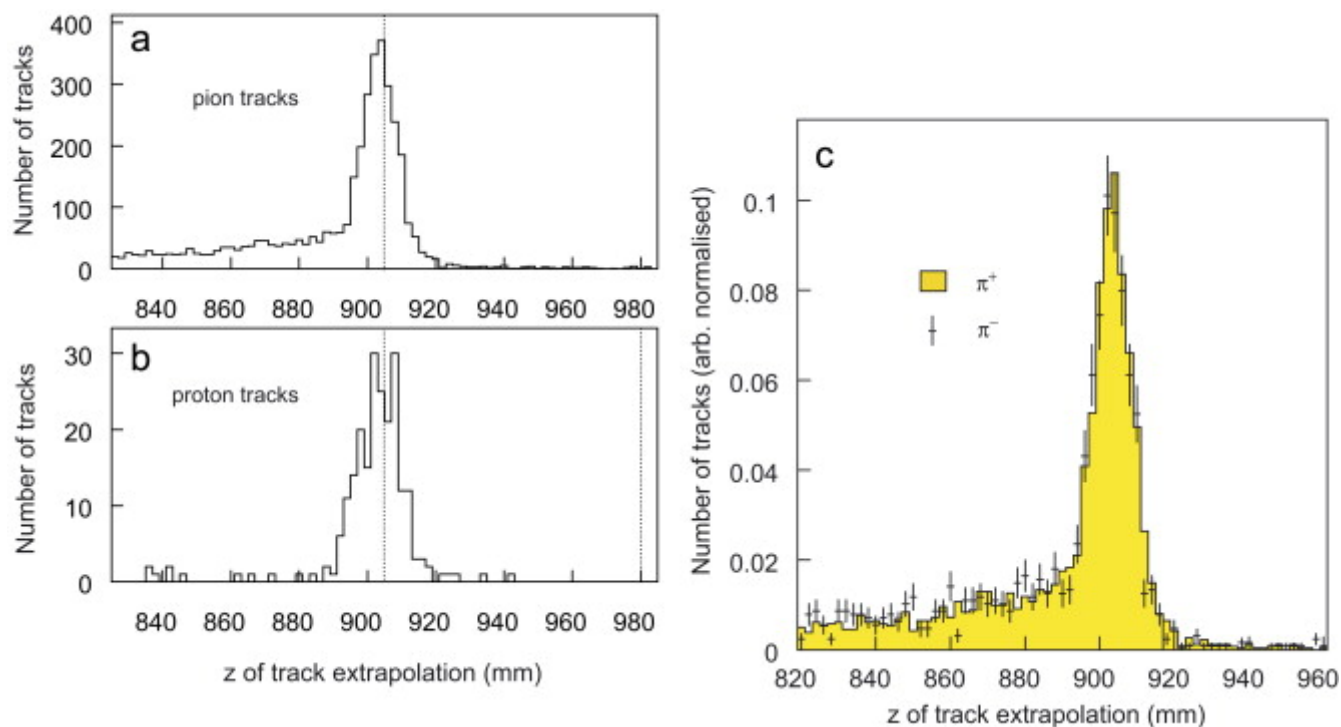 a
pion tracks
Number of tracks
400
300
200
100
0
840 860 880 900 920 940 960 980
b
proton tracks
Number of tracks
30
20
10
0
840 860 880 900 920 940 960 980
z of track extrapolation (mm)
c
π+
π−
Number of tracks (arb. normalised)
0.1
0.08
0.06
0.04
0.02
0
820 840 860 880 900 920 940 960
z of track extrapolation (mm)